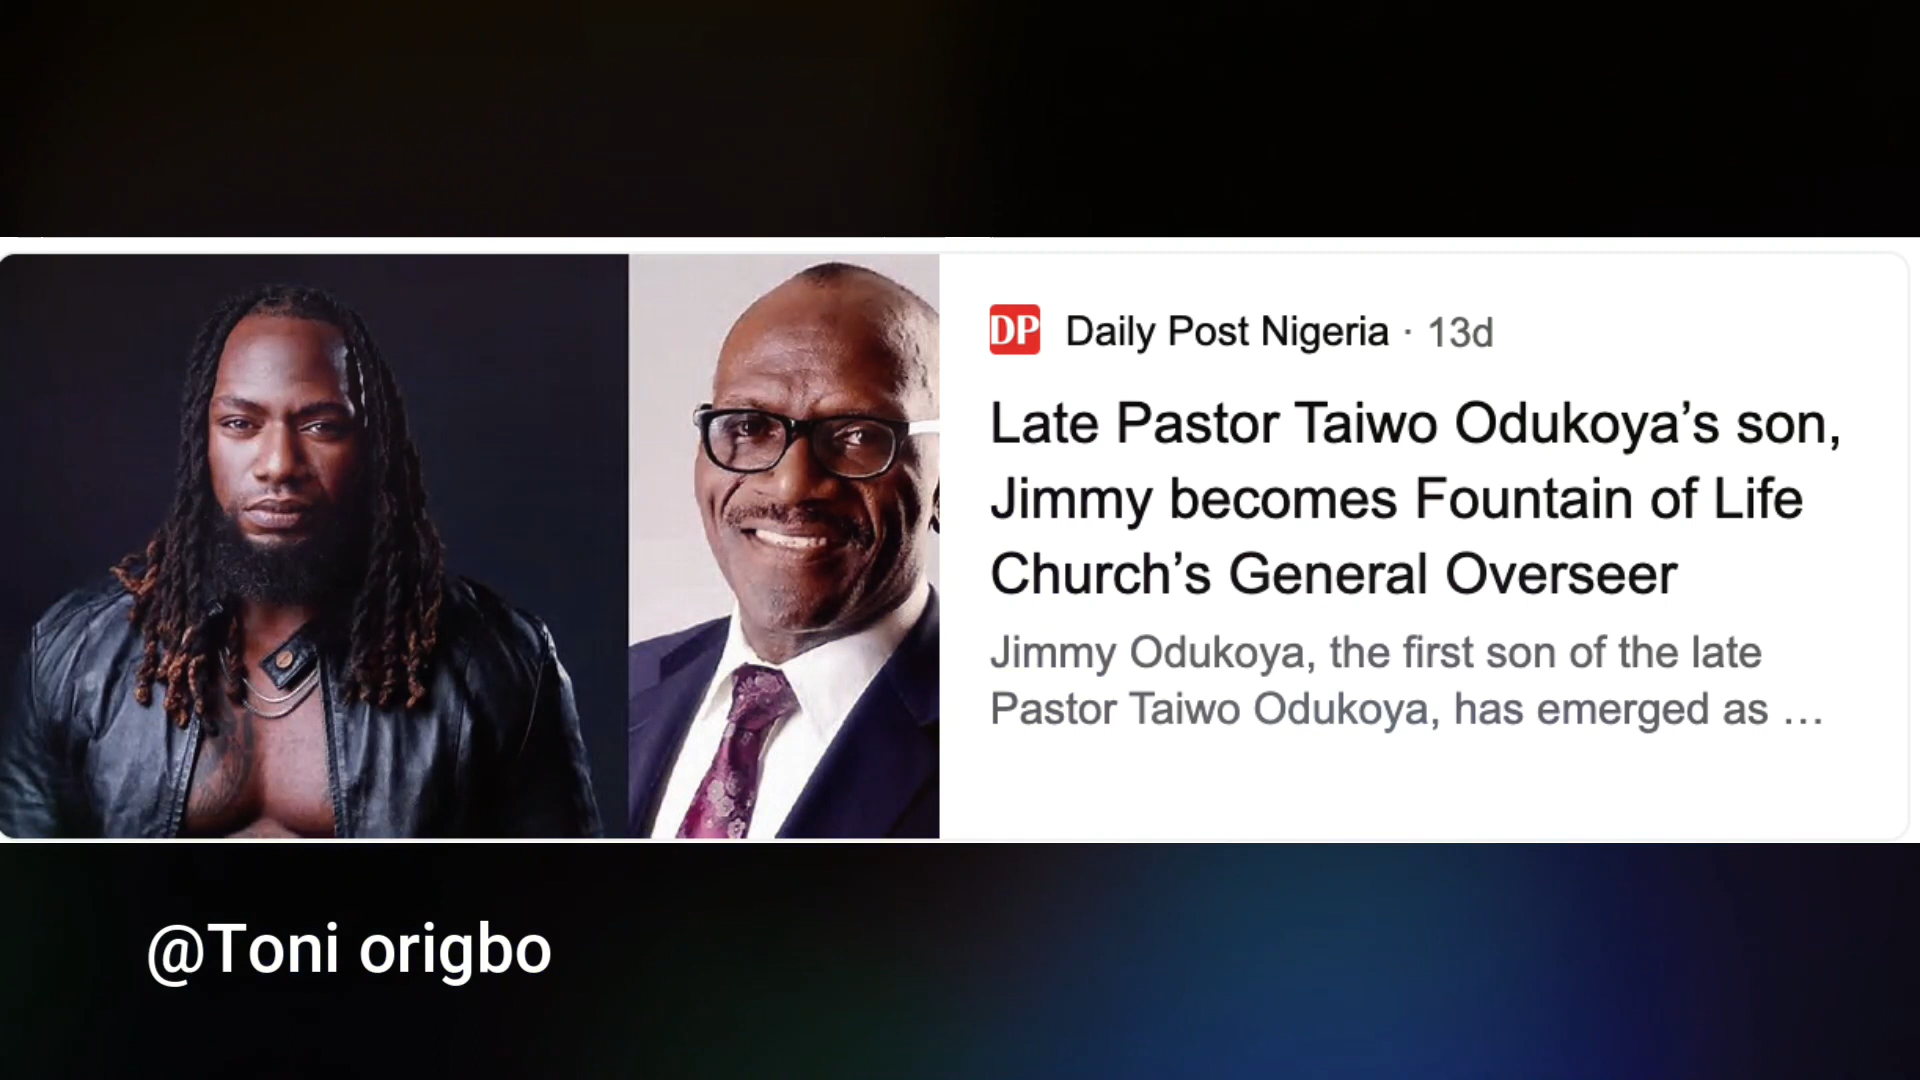 DP Daily Post Nigeria · 13d
Late Pastor Taiwo Odukoya’s son,
Jimmy becomes Fountain of Life
Church’s General Overseer
Jimmy Odukoya, the first son of the late
Pastor Taiwo Odukoya, has emerged as ...
@Toni origbo